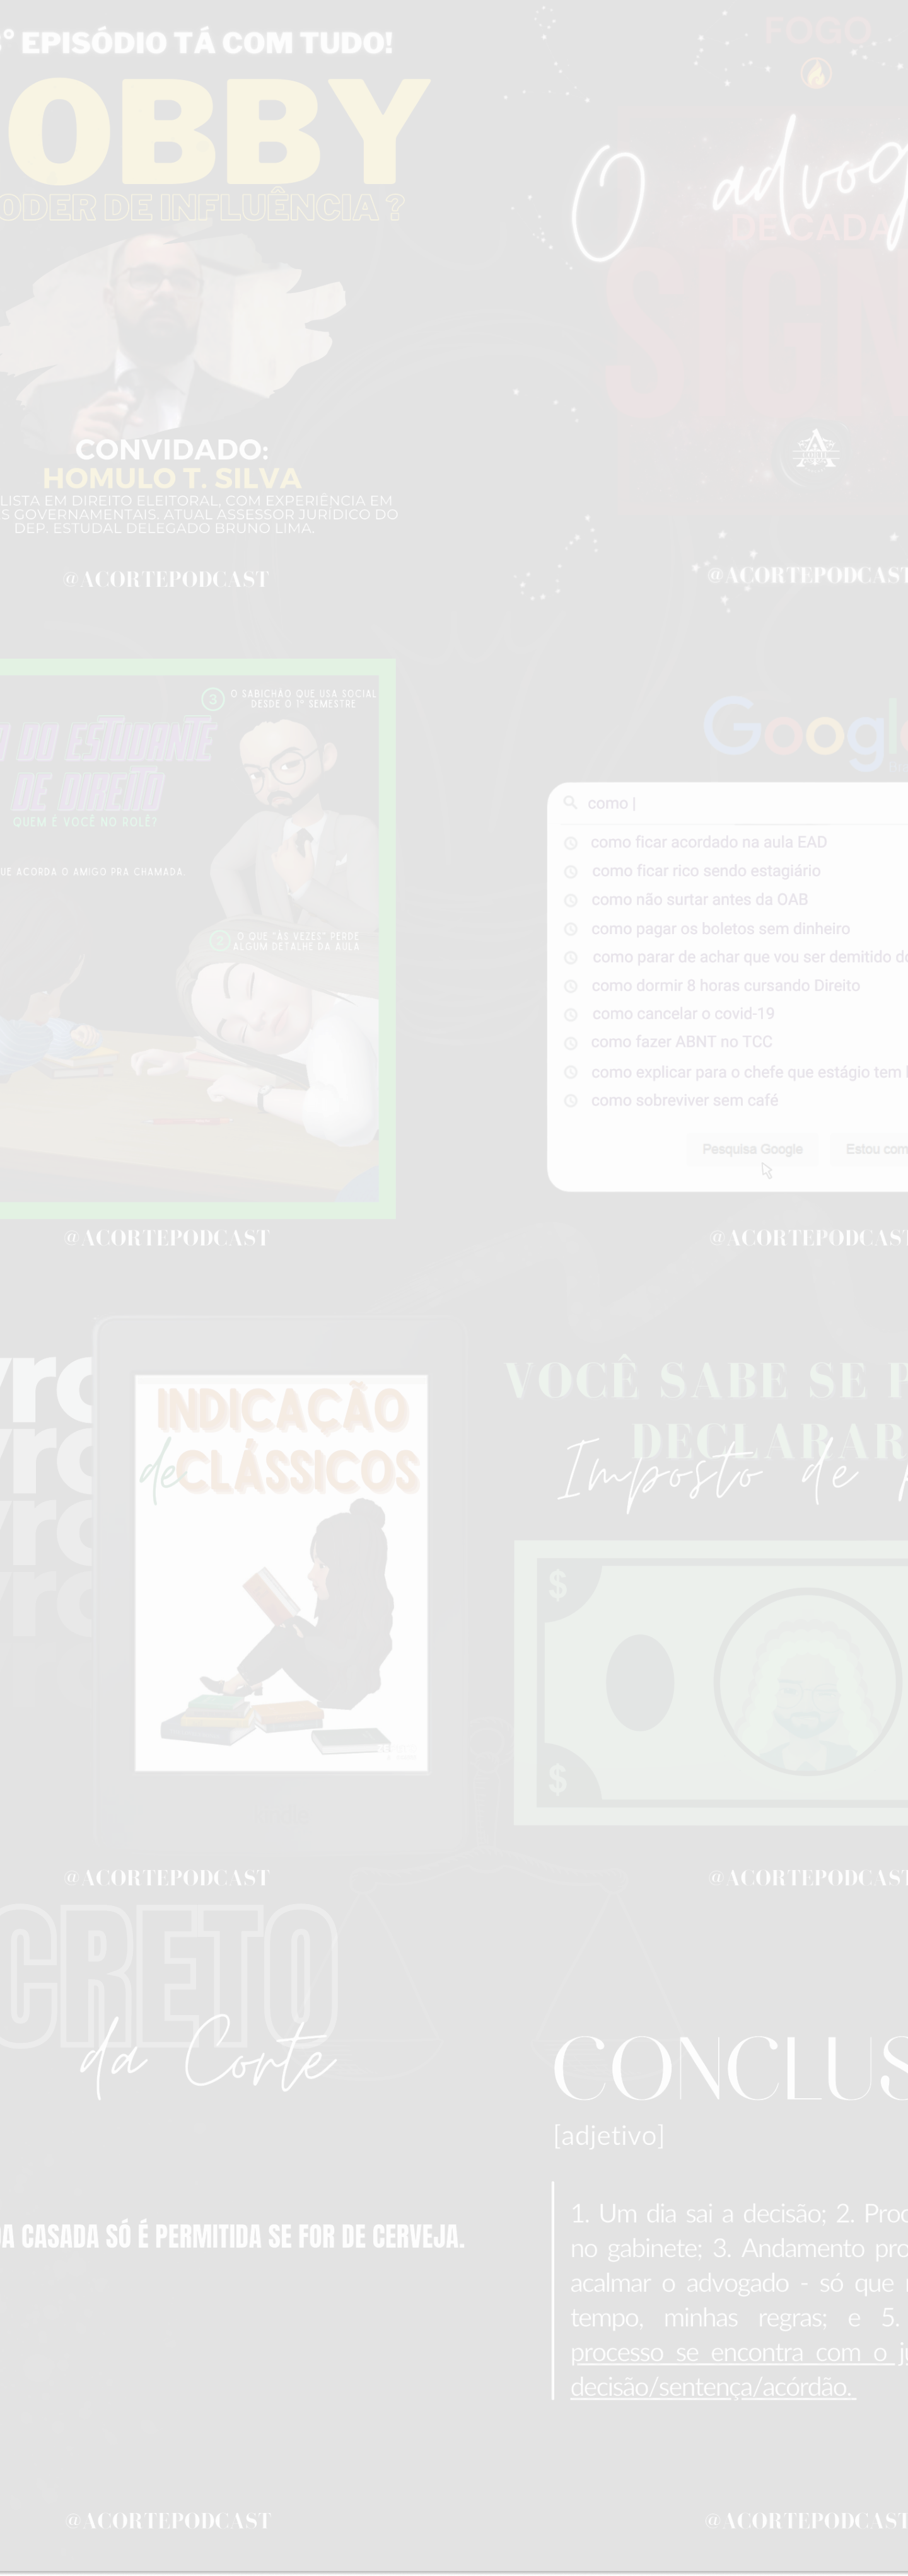 ° EPISÓDIO TÁ COM TUDO!
OBBY
ODER DE INFLUÊNCIA ?
CONVIDADO:
HOMULO T. SILVA
LISTA EM DIREITO ELEITORAL, COM EXPERIÊNCIA EM
S GOVERNAMENTAIS. ATUAL ASSESSOR JURÍDICO DO
DEP. ESTUDAL DELEGADO BRUNO LIMA.
@ACORTEPODCAST
FOGO
O advog
DE CADA
SIGN
@ACORTEPODCAST
3 O SABICHÃO QUE USA SOCIAL
DESDE O 1º SEMESTRE
A DO ESTUDANTE
DE DIREITO
QUEM É VOCÊ NO ROLÊ?
UE ACORDA O AMIGO PRA CHAMADA
2 O QUE "ÀS VEZES" PERDE
ALGUM DETALHE DA AULA
@ACORTEPODCAST
Googl
como |
como ficar acordado na aula EAD
como ficar rico sendo estagiário
como não surtar antes da OAB
como pagar os boletos sem dinheiro
como parar de achar que vou ser demitido do
como dormir 8 horas cursando Direito
como cancelar o covid-19
como fazer ABNT no TCC
como explicar para o chefe que estágio tem
como sobreviver sem café
Pesquisa Google
Estou com
@ACORTEPODCAST
vro
vro
vro
vro
INDICAÇÃO
de CLÁSSICOS
@ACORTEPODCAST
VOCÊ SABE SE P
DECLARAR
Imposto de R
$
$
@ACORTEPODCAST
CRETO
da Corte
DA CASADA SÓ É PERMITIDA SE FOR DE CERVEJA.
@ACORTEPODCAST
CONCLUS
[adjetivo]
1. Um dia sai a decisão; 2. Proc
no gabinete; 3. Andamento pro
acalmar o advogado - só que
tempo, minhas regras; e 5.
processo se encontra com o ju
decisão/sentença/acórdão.
@ACORTEPODCAST